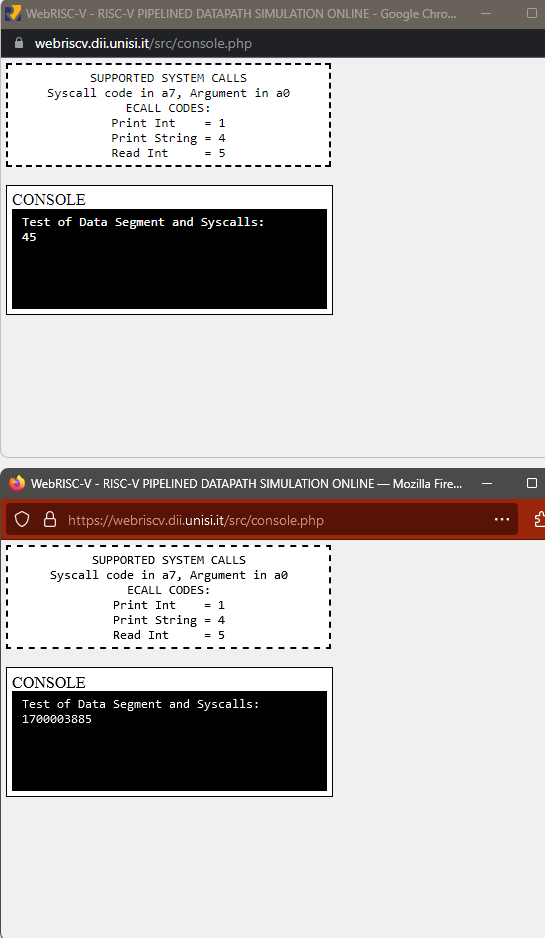 WebRISC-V - RISC-V PIPELINED DATAPATH SIMULATION ONLINE - Google Chro...
webriscv.dii.unisi.it/src/console.php
SUPPORTED SYSTEM CALLS
Syscall code in a7, Argument in a0
ECALL CODES:
Print Int = 1
Print String = 4
Read Int = 5
CONSOLE
Test of Data Segment and Syscalls:
45
WebRISC-V - RISC-V PIPELINED DATAPATH SIMULATION ONLINE — Mozilla Fire...
https://webriscv.dii.unisi.it/src/console.php
SUPPORTED SYSTEM CALLS
Syscall code in a7, Argument in a0
ECALL CODES:
Print Int = 1
Print String = 4
Read Int = 5
CONSOLE
Test of Data Segment and Syscalls:
1700003885